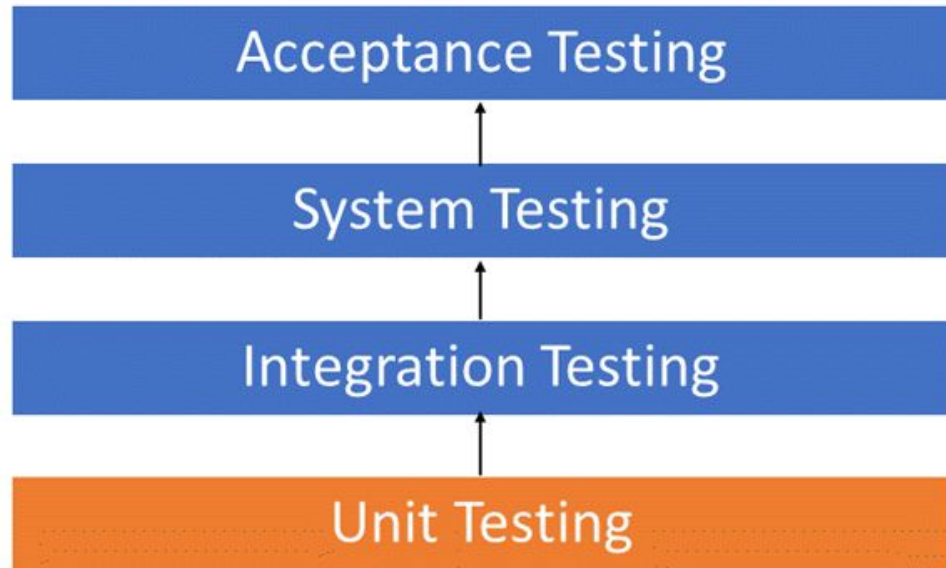 Acceptance Testing
System Testing
Integration Testing
Unit Testing